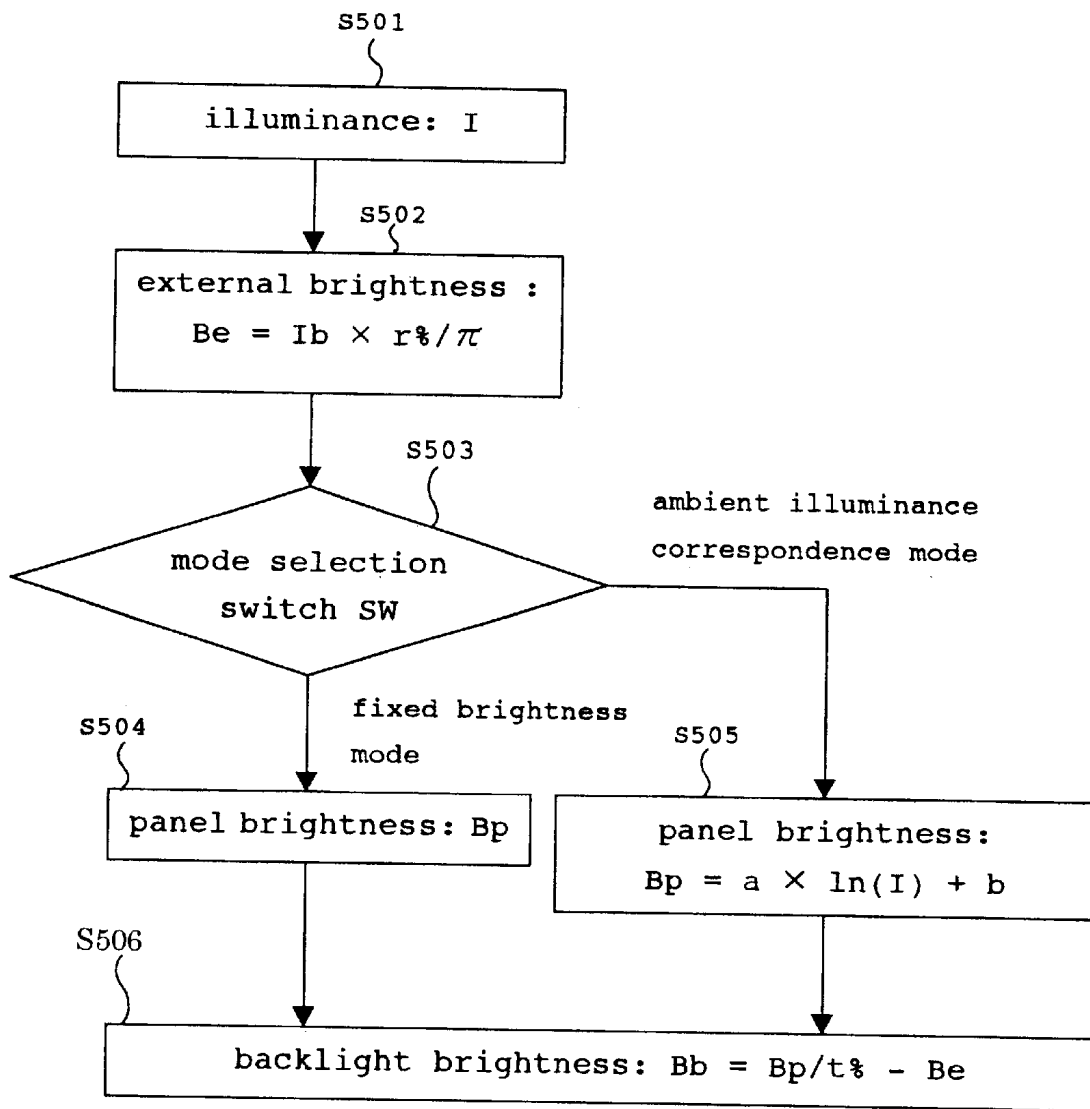 S501
illuminance: I
S502
external brightness :
Be = Ib × r%/π
S503
mode selection
switch SW
ambient illuminance
correspondence mode
fixed brightness
mode
S504
panel brightness: Bp
S505
panel brightness:
Bp = a × ln(I) + b
S506
backlight brightness: Bb = Bp/t% - Be